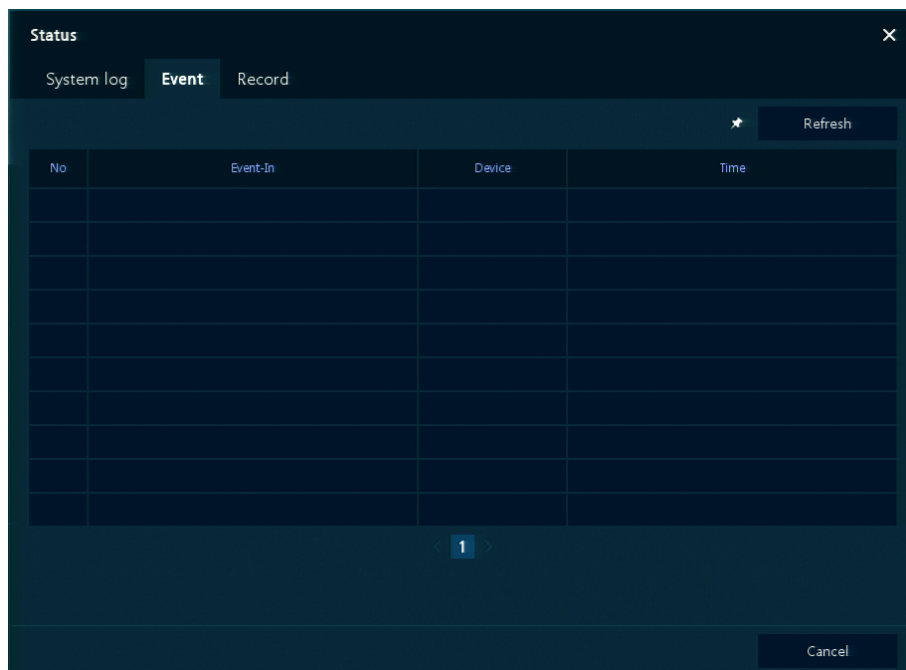 Status
System log Event Record
Refresh
No Event-In Device Time
1
Cancel